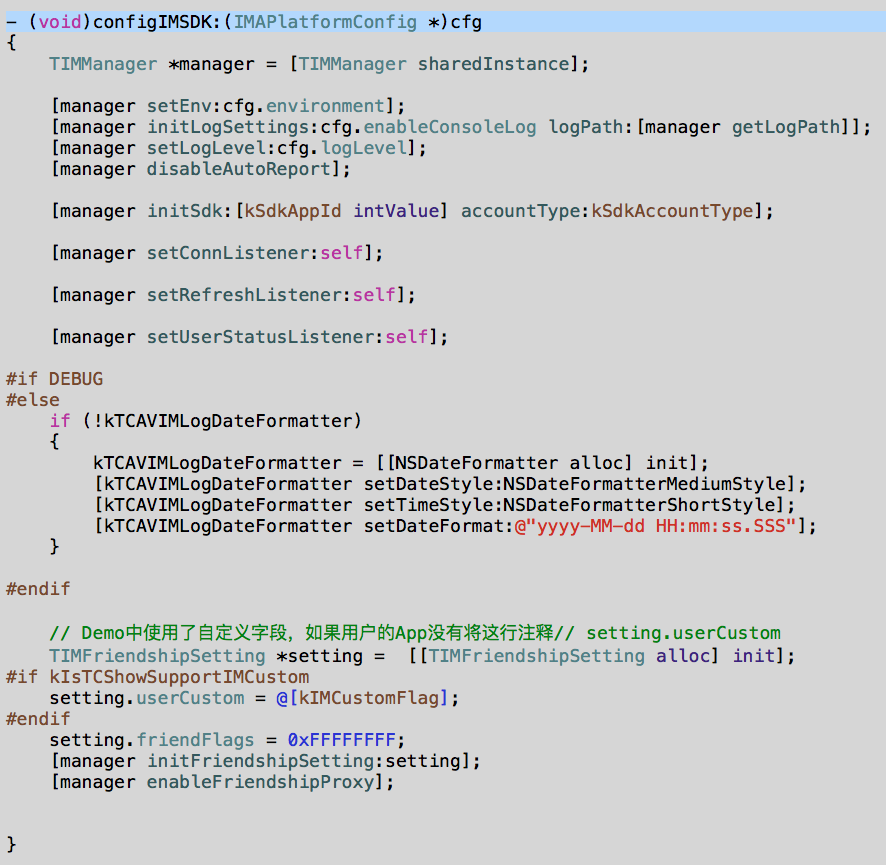 - (void)configIMSDK:(IMAPlatformConfig *)cfg
{
    TIMManager *manager = [TIMManager sharedInstance];
    [manager setEnv:cfg.environment];
    [manager initLogSettings:cfg.enableConsoleLog logPath:[manager getLogPath]];
    [manager setLogLevel:cfg.logLevel];
    [manager disableAutoReport];
    [manager initSdk:[kSdkAppId intValue] accountType:kSdkAccountType];
    [manager setConnListener:self];
    [manager setRefreshListener:self];
    [manager setUserStatusListener:self];
#if DEBUG
#else
    if (!kTCAVIMLogDateFormatter)
    {
        kTCAVIMLogDateFormatter = [[NSDateFormatter alloc] init];
        [kTCAVIMLogDateFormatter setDateStyle:NSDateFormatterMediumStyle];
        [kTCAVIMLogDateFormatter setTimeStyle:NSDateFormatterShortStyle];
        [kTCAVIMLogDateFormatter setDateFormat:@"yyyy-MM-dd HH:mm:ss.SSS"];
    }
#endif
    // Demo中使用了自定义字段，如果用户的App没有将这行注释// setting.userCustom
    TIMFriendshipSetting *setting =  [[TIMFriendshipSetting alloc] init];
#if kIsTCShowSupportIMCustom
    setting.userCustom = @[kIMCustomFlag];
#endif
    setting.friendFlags = 0xFFFFFFFF;
    [manager initFriendshipSetting:setting];
    [manager enableFriendshipProxy];
}